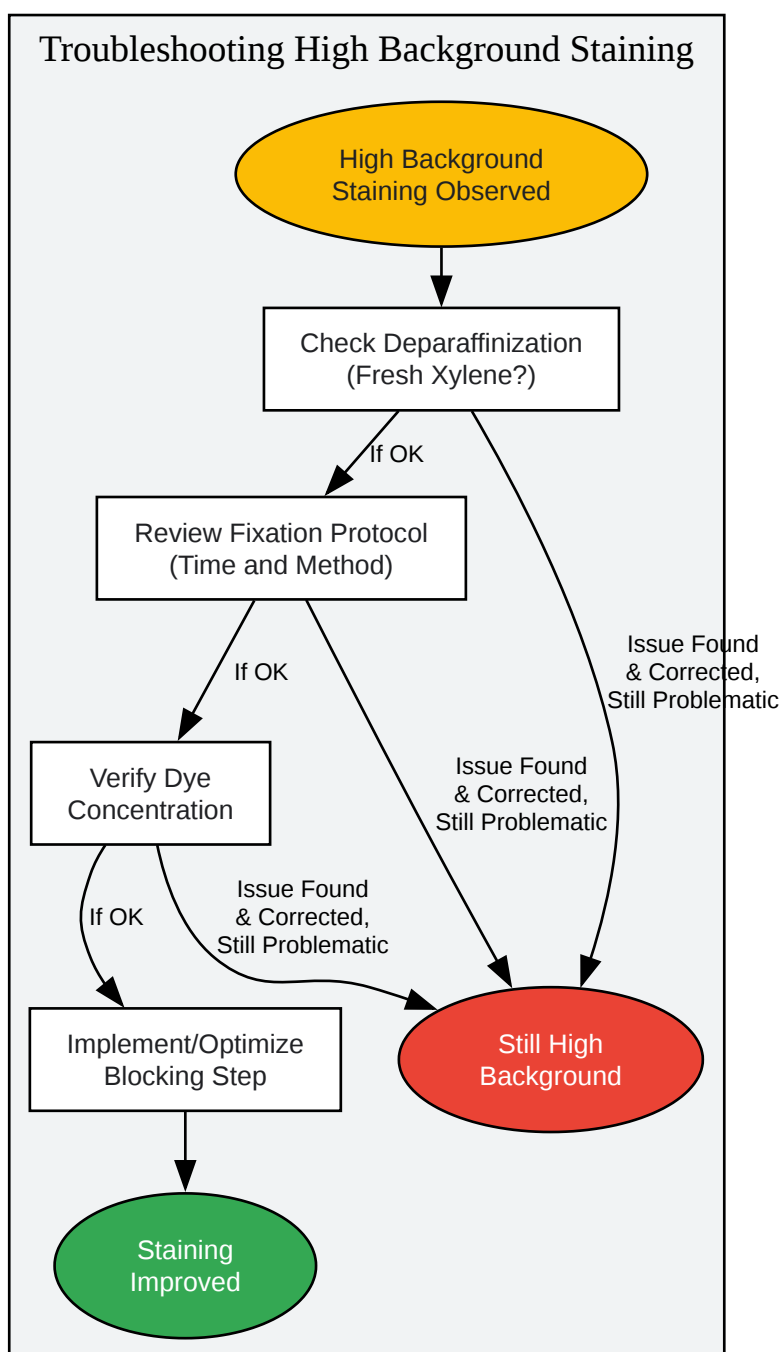 Troubleshooting High Background Staining
High Background
Staining Observed
Check Deparaffinization
(Fresh Xylene?)
If OK
Review Fixation Protocol
(Time and Method)
Issue Found
& Corrected,
Still Problematic
If OK
Verify Dye
Concentration
Issue Found
& Corrected,
Still Problematic
If OK
Issue Found
& Corrected,
Still Problematic
Implement/Optimize
Blocking Step
Still High
Background
Staining
Improved